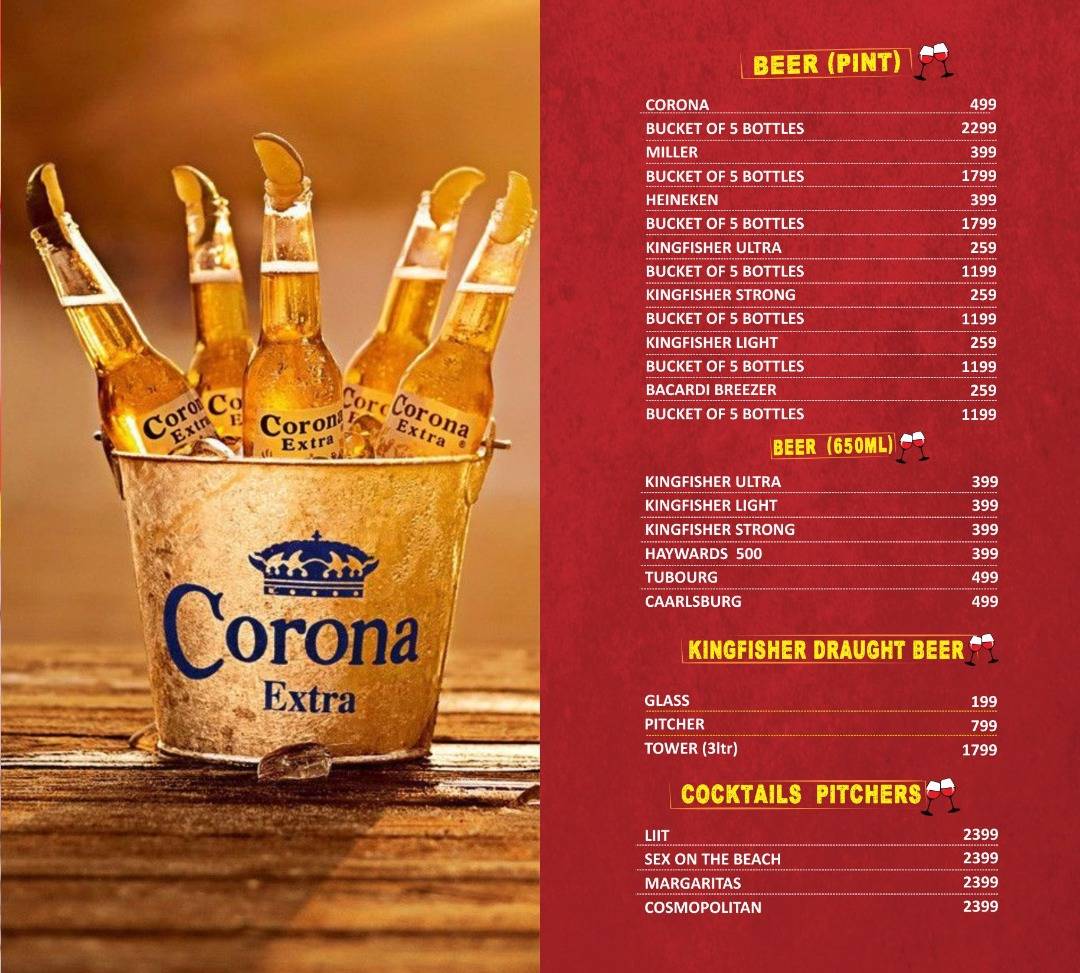 Corona
Extra
Co
E
Corona
Extra
Corc
Corona
Extra
Corona
Extra
BEER (PINT)
CORONA 499
BUCKET OF 5 BOTTLES 2299
MILLER 399
BUCKET OF 5 BOTTLES 1799
HEINEKEN 399
BUCKET OF 5 BOTTLES 1799
KINGFISHER ULTRA 259
BUCKET OF 5 BOTTLES 1199
KINGFISHER STRONG 259
BUCKET OF 5 BOTTLES 1199
KINGFISHER LIGHT 259
BUCKET OF 5 BOTTLES 1199
BACARDI BREEZER 259
BUCKET OF 5 BOTTLES 1199
BEER (650ML)
KINGFISHER ULTRA 399
KINGFISHER LIGHT 399
KINGFISHER STRONG 399
HAYWARDS 500 399
TUBOURG 499
CAARLSBURG 499
KINGFISHER DRAUGHT BEER
GLASS 199
PITCHER 799
TOWER (3ltr) 1799
COCKTAILS PITCHERS
LIIT 2399
SEX ON THE BEACH 2399
MARGARITAS 2399
COSMOPOLITAN 2399